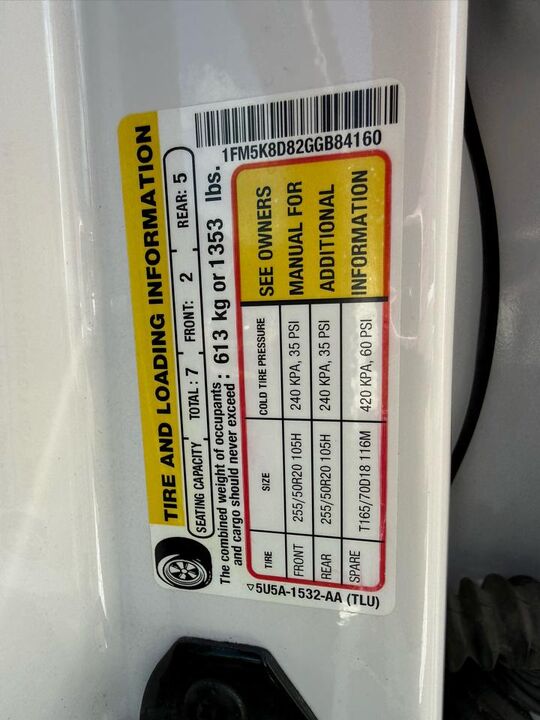 TIRE AND LOADING INFORMATION
SEATING CAPACITY TOTAL: 7 FRONT: 2 REAR: 5
The combined weight of occupants and cargo should never exceed: 613 kg or 1353 lbs.
TIRE SIZE COLD TIRE PRESSURE
FRONT 255/50R20 105H 240 KPA, 35 PSI
REAR 255/50R20 105H 240 KPA, 35 PSI
SPARE T165/70D18 116M 420 KPA, 60 PSI
SEE OWNERS
MANUAL FOR
ADDITIONAL
INFORMATION
▽5U5A-1532-AA (TLU)
1FM5K8D82GGB84160